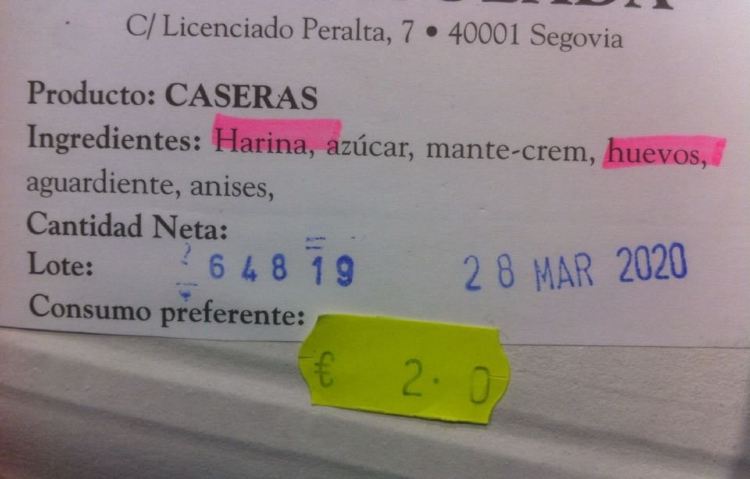 C/ Licenciado Peralta, 7 • 40001 Segovia
Producto: CASERAS
Ingredientes: Harina, azúcar, mante-crem, huevos,
aguardiente, anises,
Cantidad Neta:
Lote: 64819 28 MAR 2020
Consumo preferente:
€ 2.0